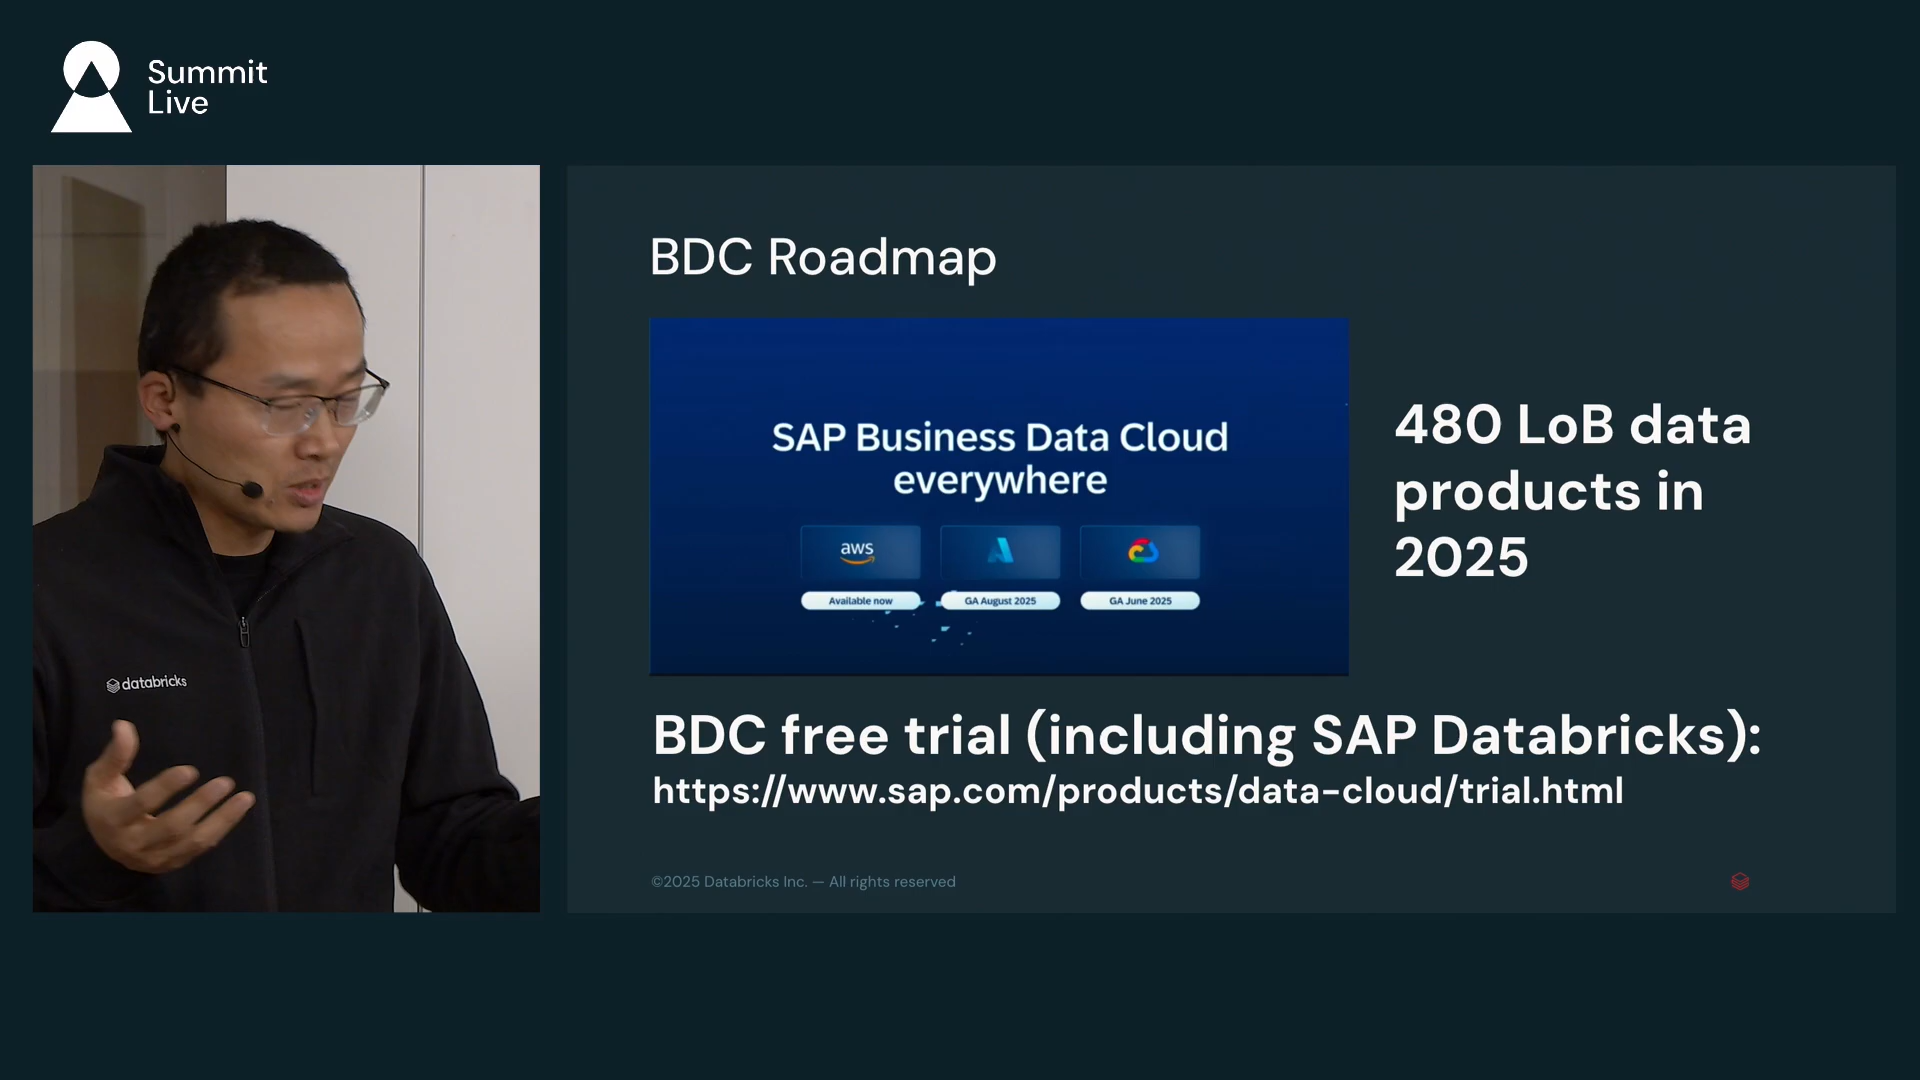 Summit
Live
BDC Roadmap
SAP Business Data Cloud
everywhere
aws
Available now
GA August 2025
GA June 2025
480 LoB data
products in
2025
databricks
BDC free trial (including SAP Databricks):
https://www.sap.com/products/data-cloud/trial.html
©2025 Databricks Inc. — All rights reserved